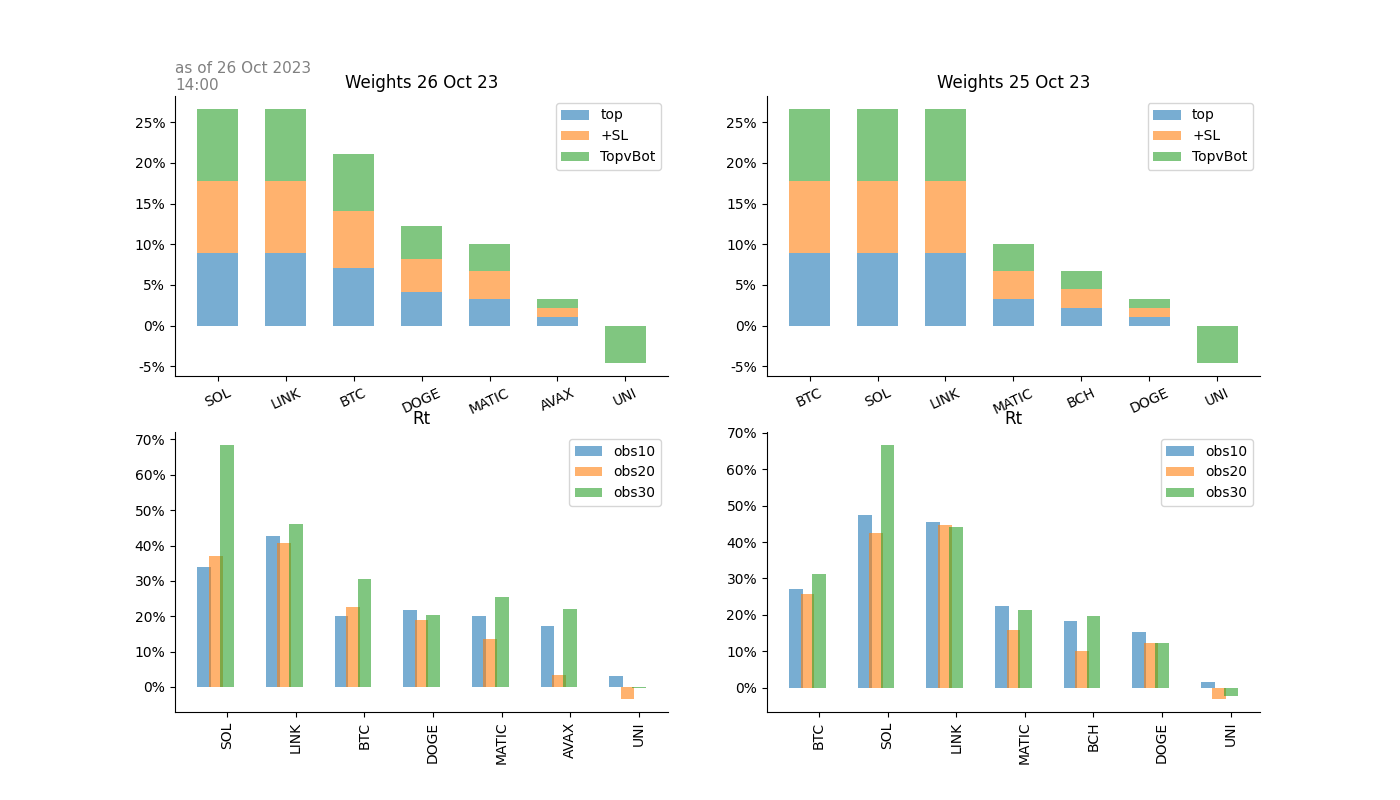 as of 26 Oct 2023
14:00
Weights 26 Oct 23
25%
20%
15%
10%
5%
0%
-5%
top
+SL
TopvBot
SOL
LINK
BTC
DOGE
MATIC
AVAX
UNI
Weights 25 Oct 23
25%
20%
15%
10%
5%
0%
-5%
top
+SL
TopvBot
BTC
SOL
LINK
MATIC
BCH
DOGE
UNI
Rt
70%
60%
50%
40%
30%
20%
10%
0%
obs10
obs20
obs30
SOL
LINK
BTC
DOGE
MATIC
AVAX
UNI
Rt
70%
60%
50%
40%
30%
20%
10%
0%
obs10
obs20
obs30
BTC
SOL
LINK
MATIC
BCH
DOGE
UNI